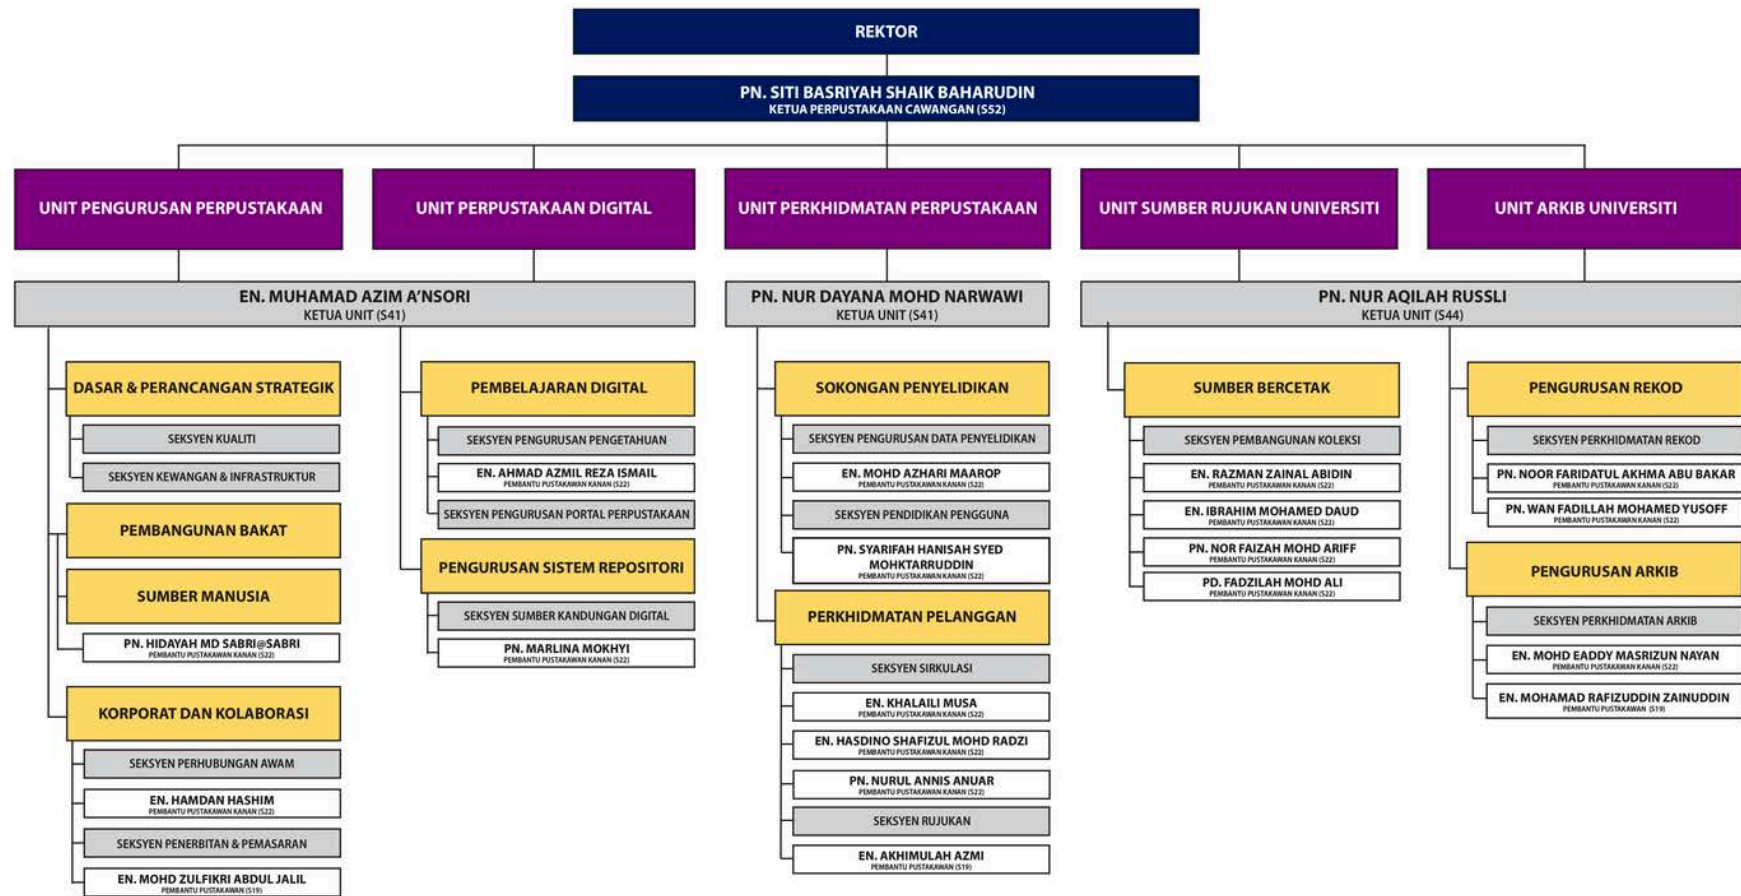 REKTOR
PN. SITI BASRIYAH SHAIK BAHARUDIN
KETUA PERPUSTAKAAN CAWANGAN (S52)
UNIT PENGURUSAN PERPUSTAKAAN
UNIT PERPUSTAKAAN DIGITAL
UNIT PERKHIDMATAN PERPUSTAKAAN
UNIT SUMBER RUJUKAN UNIVERSITI
UNIT ARKIB UNIVERSITI
EN. MUHAMAD AZIM A'NSORI
KETUA UNIT (S41)
PN. NUR DAYANA MOHD NARWAWI
KETUA UNIT (S41)
PN. NUR AQILAH RUSSLI
KETUA UNIT (S44)
DASAR & PERANCANGAN STRATEGIK
SEKSYEN KUALITI
SEKSYEN KEWANGAN & INFRASTRUKTUR
PEMBANGUNAN BAKAT
SUMBER MANUSIA
PN. HIDAYAH MD SABRI@SABRI
PEMBANTU PUSTAKAWAN KANAN (S22)
KORPORAT DAN KOLABORASI
SEKSYEN PERHUBUNGAN AWAM
EN. HAMDAN HASHIM
PEMBANTU PUSTAKAWAN KANAN (S22)
SEKSYEN PENERBITAN & PEMASARAN
EN. MOHD ZULFIKRI ABDUL JALIL
PEMBANTU PUSTAKAWAN (S19)
PEMBELAJARAN DIGITAL
SEKSYEN PENGURUSAN PENGETAHUAN
EN. AHMAD AZMIL REZA ISMAIL
PEMBANTU PUSTAKAWAN KANAN (S22)
SEKSYEN PENGURUSAN PORTAL PERPUSTAKAAN
PENGURUSAN SISTEM REPOSITORI
SEKSYEN SUMBER KANDUNGAN DIGITAL
PN. MARLINA MOKHYI
PEMBANTU PUSTAKAWAN KANAN (S22)
SOKONGAN PENYELIDIKAN
SEKSYEN PENGURUSAN DATA PENYELIDIKAN
EN. MOHD AZHARI MAAROP
PEMBANTU PUSTAKAWAN KANAN (S22)
SEKSYEN PENDIDIKAN PENGGUNA
PN. SYARIFAH HANISAH SYED
MOHKTARRUDDIN
PEMBANTU PUSTAKAWAN KANAN (S22)
PERKHIDMATAN PELANGGAN
SEKSYEN SIRKULASI
EN. KHALAILI MUSA
PEMBANTU PUSTAKAWAN KANAN (S22)
EN. HASDINO SHAFIZUL MOHD RADZI
PEMBANTU PUSTAKAWAN KANAN (S22)
PN. NURUL ANNIS ANUAR
PEMBANTU PUSTAKAWAN KANAN (S22)
SEKSYEN RUJUKAN
EN. AKHIMULAH AZMI
PEMBANTU PUSTAKAWAN (S19)
SUMBER BERCETAK
SEKSYEN PEMBANGUNAN KOLEKSI
EN. RAZMAN ZAINAL ABIDIN
PEMBANTU PUSTAKAWAN KANAN (S22)
EN. IBRAHIM MOHAMED DAUD
PEMBANTU PUSTAKAWAN KANAN (S22)
PN. NOR FAIZAH MOHD ARIFF
PEMBANTU PUSTAKAWAN KANAN (S22)
PD. FADZILAH MOHD ALI
PEMBANTU PUSTAKAWAN KANAN (S22)
PENGURUSAN REKOD
SEKSYEN PERKHIDMATAN REKOD
PN. NOOR FARIDATUL AKHMA ABU BAKAR
PEMBANTU PUSTAKAWAN KANAN (S22)
PN. WAN FADILLAH MOHAMED YUSOFF
PEMBANTU PUSTAKAWAN KANAN (S22)
PENGURUSAN ARKIB
SEKSYEN PERKHIDMATAN ARKIB
EN. MOHD EADDY MASRIZUN NAYAN
PEMBANTU PUSTAKAWAN KANAN (S22)
EN. MOHAMAD RAFIZUDDIN ZAINUDDIN
PEMBANTU PUSTAKAWAN (S19)